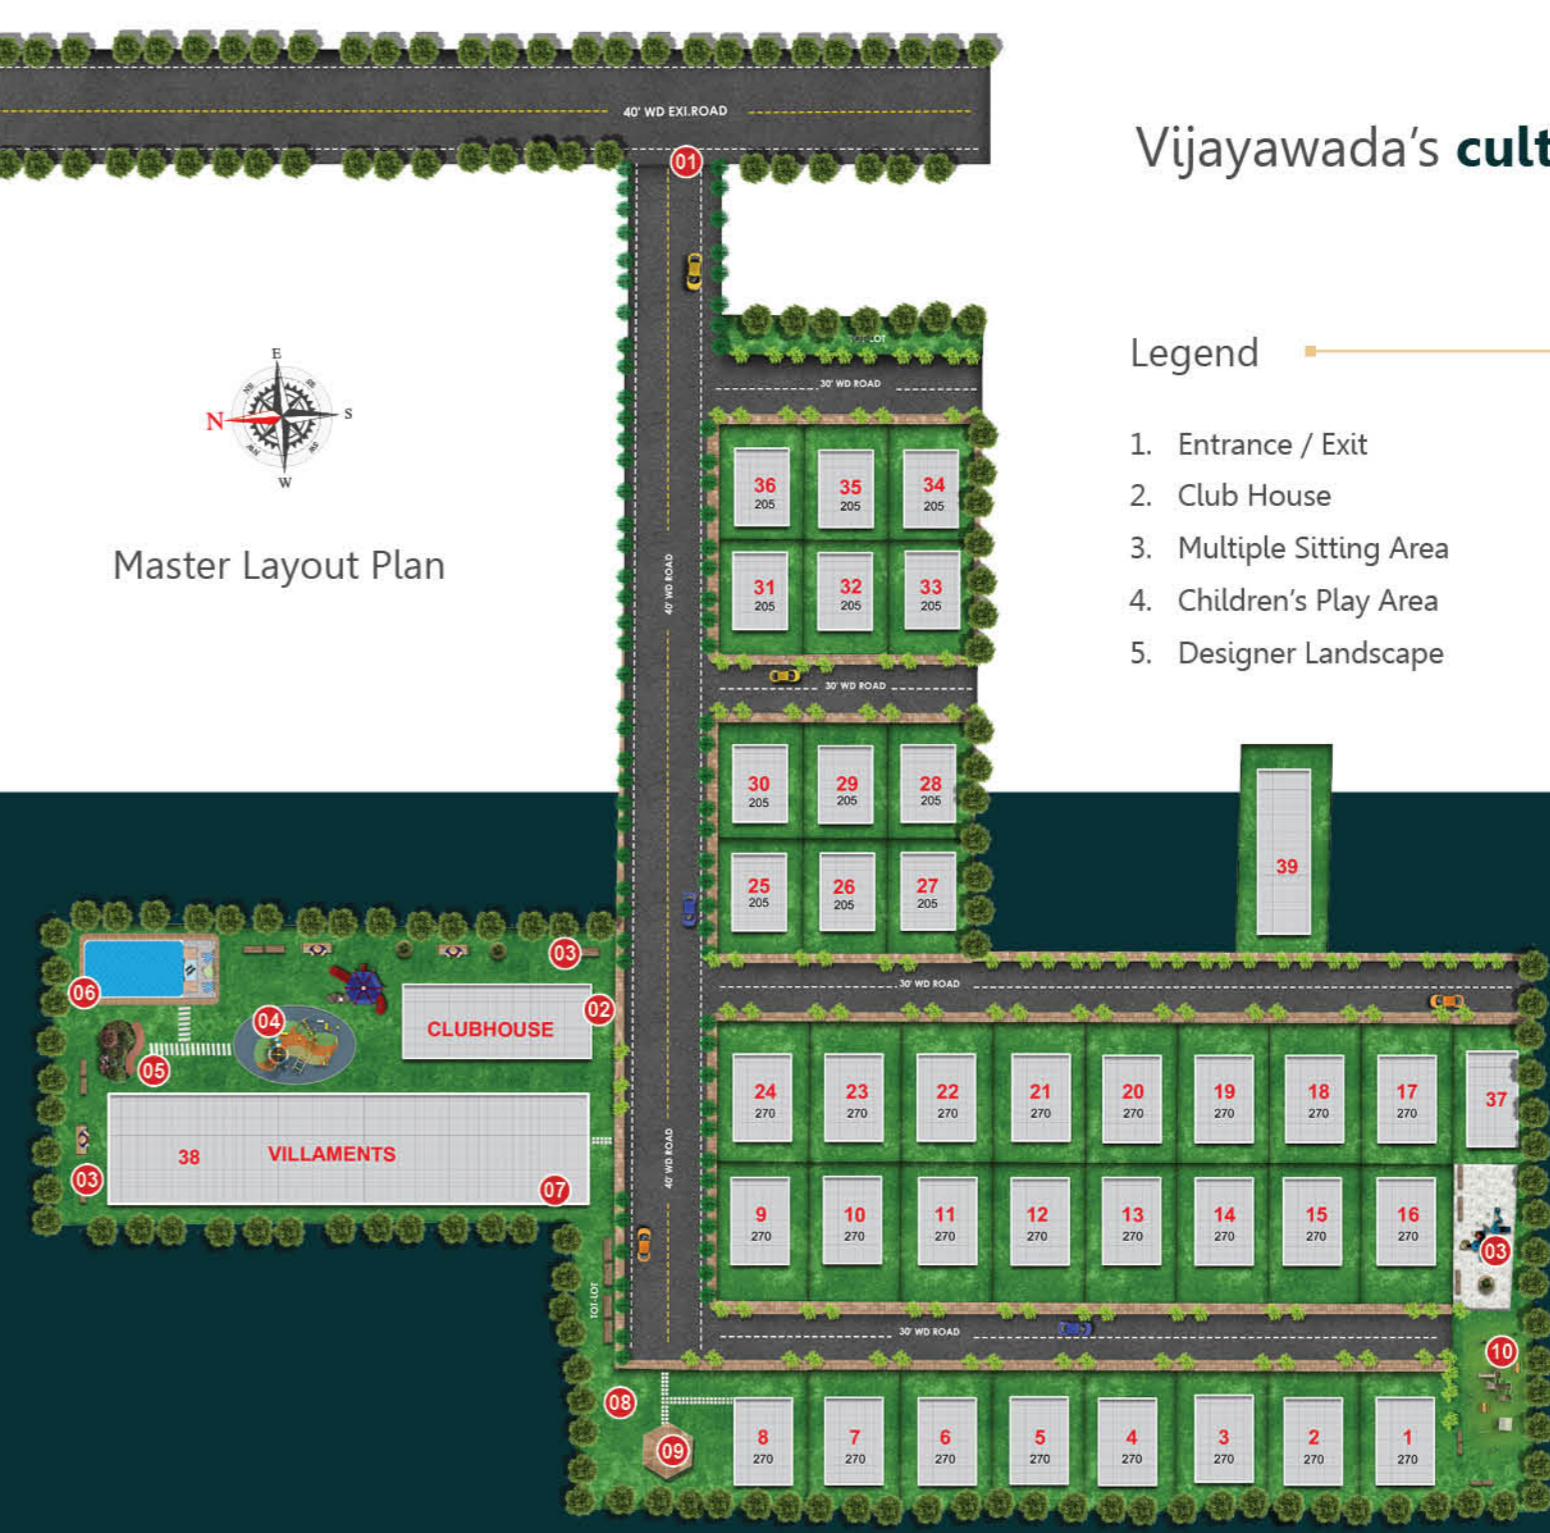 40' WD EXI.ROAD
01
Vijayawada's cult
30' WD ROAD
Legend
E
N
S
W
Master Layout Plan
1. Entrance / Exit
2. Club House
3. Multiple Sitting Area
4. Children's Play Area
5. Designer Landscape
36 35 34
205 205 205
40' WD ROAD
31 32 33
205 205 205
30' WD ROAD
30 29 28
205 205 205
39
25 26 27
205 205 205
03
06
30' WD ROAD
02
04
CLUBHOUSE
05
24 23 22 21 20 19 18 17 37
270 270 270 270 270 270 270 270
38 VILLAMENTS
40' WD ROAD
03
07
9 10 11 12 13 14 15 16
270 270 270 270 270 270 270 270
03
TOT-LOT
30' WD ROAD
10
08
09
8 7 6 5 4 3 2 1
270 270 270 270 270 270 270 270